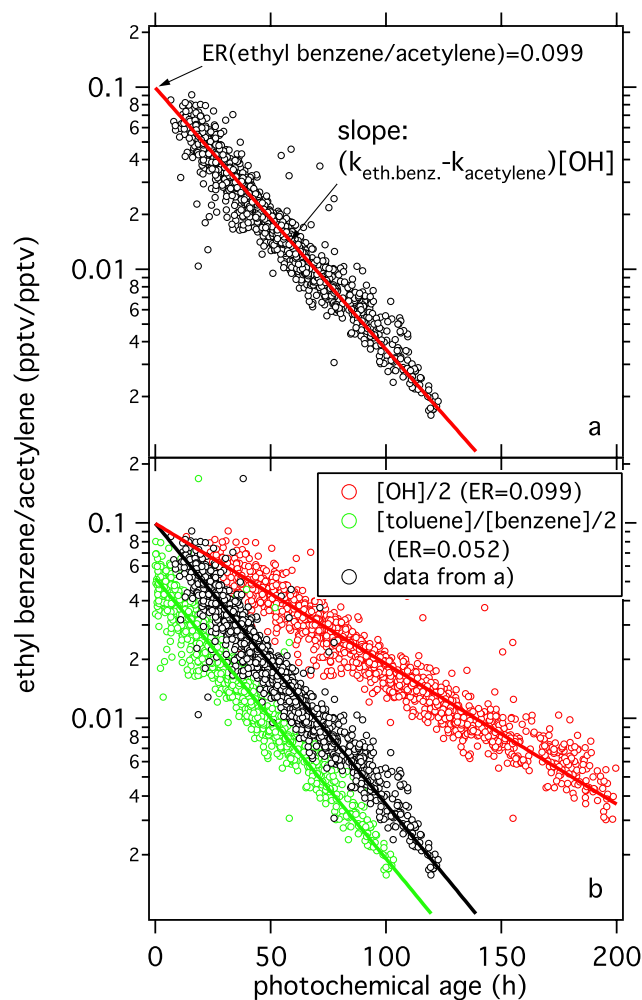 a
ER(ethyl benzene/acetylene)=0.099
slope:
(keth.benz.-kacetylene)[OH]
2
0.1
8
6
4
2
0.01
8
6
4
2
a
ethyl benzene/acetylene (pptv/pptv)
2
0.1
8
6
4
2
0.01
8
6
4
2
[OH]/2 (ER=0.099)
[toluene]/[benzene]/2
(ER=0.052)
data from a)
b
0 50 100 150 200
photochemical age (h)